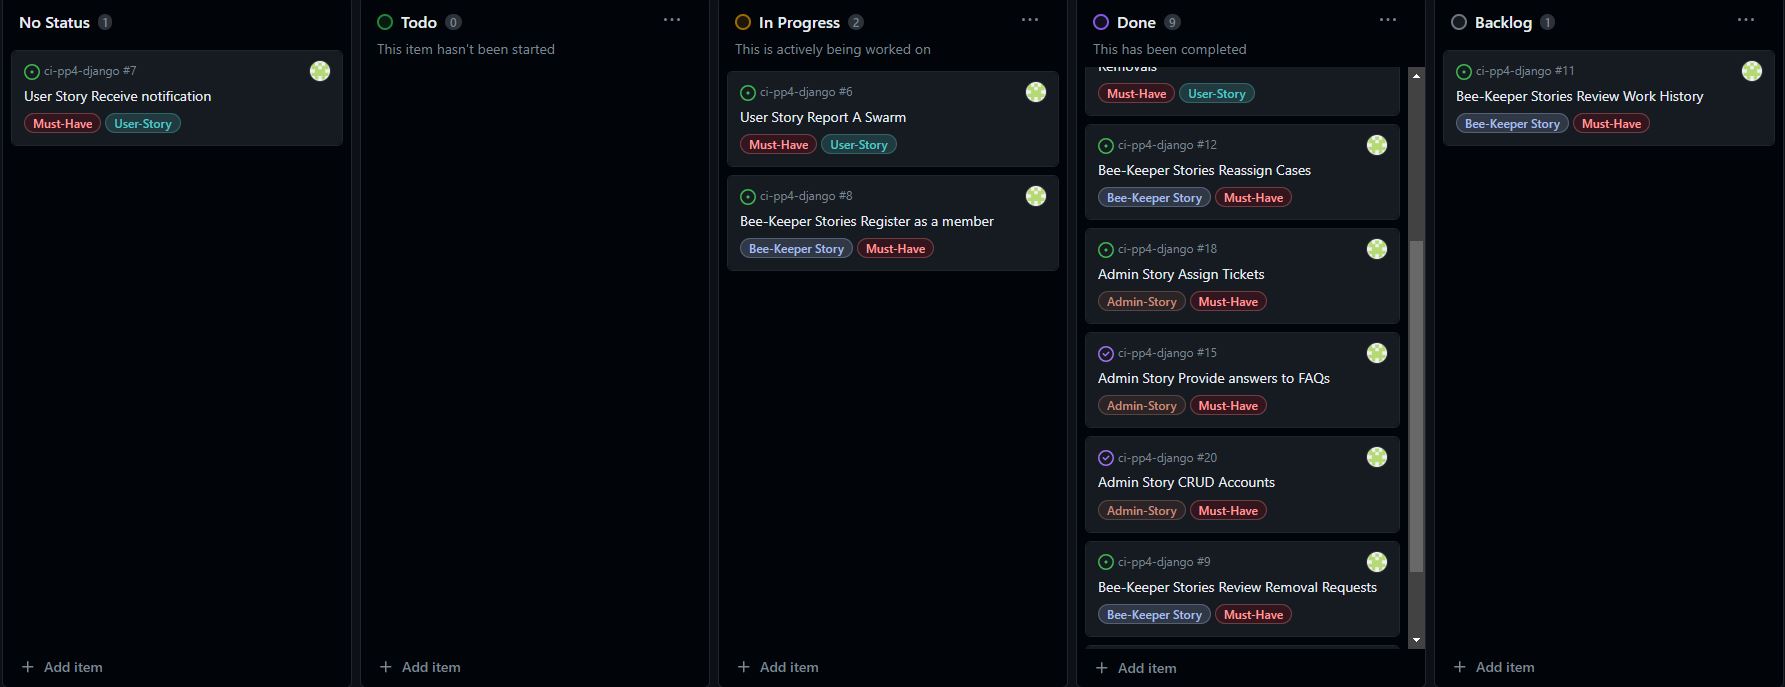 No Status 1
ci-pp4-django #7
User Story Receive notification
Must-Have User-Story
Add item
Todo 0
This item hasn't been started
Add item
In Progress 2
This is actively being worked on
ci-pp4-django #6
User Story Report A Swarm
Must-Have User-Story
ci-pp4-django #8
Bee-Keeper Stories Register as a member
Bee-Keeper Story Must-Have
Add item
Done 9
This has been completed
Removals
Must-Have User-Story
ci-pp4-django #12
Bee-Keeper Stories Reassign Cases
Bee-Keeper Story Must-Have
ci-pp4-django #18
Admin Story Assign Tickets
Admin-Story Must-Have
ci-pp4-django #15
Admin Story Provide answers to FAQs
Admin-Story Must-Have
ci-pp4-django #20
Admin Story CRUD Accounts
Admin-Story Must-Have
ci-pp4-django #9
Bee-Keeper Stories Review Removal Requests
Bee-Keeper Story Must-Have
Add item
Backlog 1
ci-pp4-django #11
Bee-Keeper Stories Review Work History
Bee-Keeper Story Must-Have
Add item